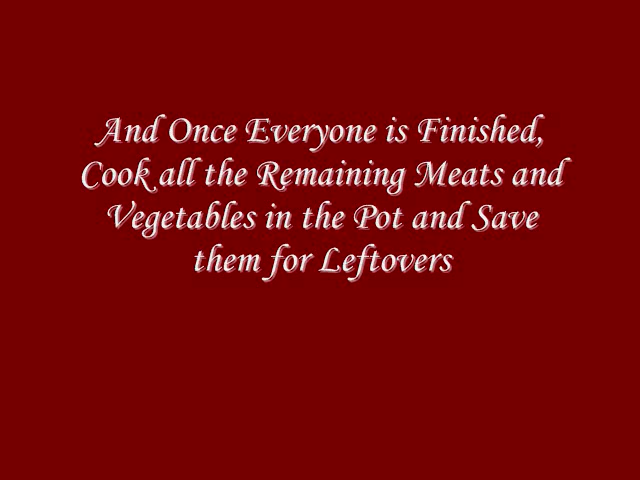 And Once Everyone is Finished,
Cook all the Remaining Meats and
Vegetables in the Pot and Save
them for Leftovers